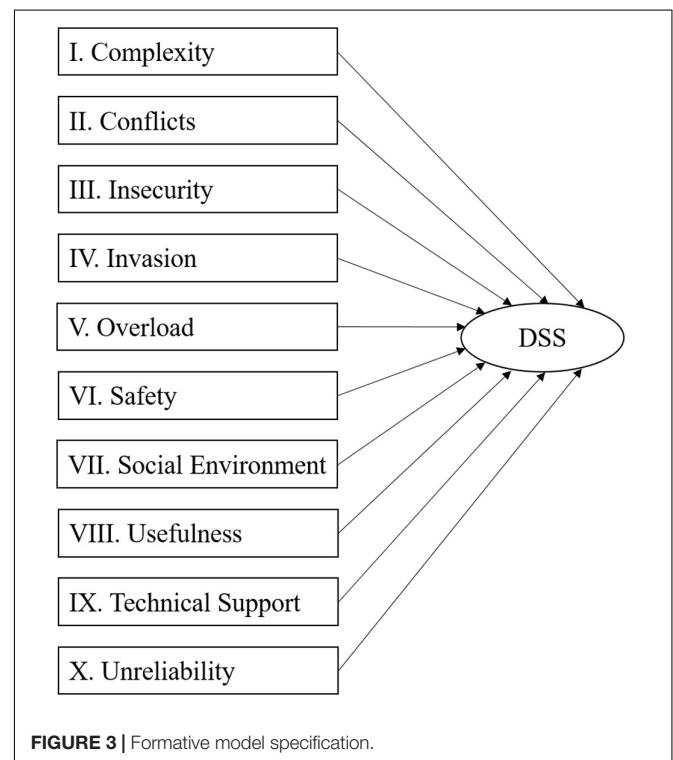 I. Complexity
II. Conflicts
III. Insecurity
IV. Invasion
V. Overload
DSS
VI. Safety
VII. Social Environment
VIII. Usefulness
IX. Technical Support
X. Unreliability
FIGURE 3 | Formative model specification.